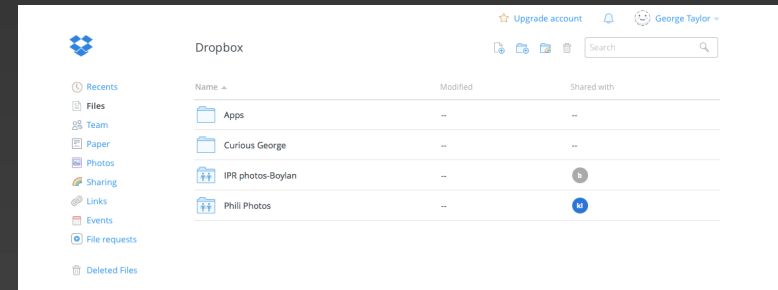 Upgrade account George Taylor
Dropbox
Search
Recents
Files
Team
Paper
Photos
Sharing
Links
Events
File requests
Deleted Files
Name Modified Shared with
Apps -- --
Curious George -- --
IPR photos-Boylan -- b
Phili Photos -- kl